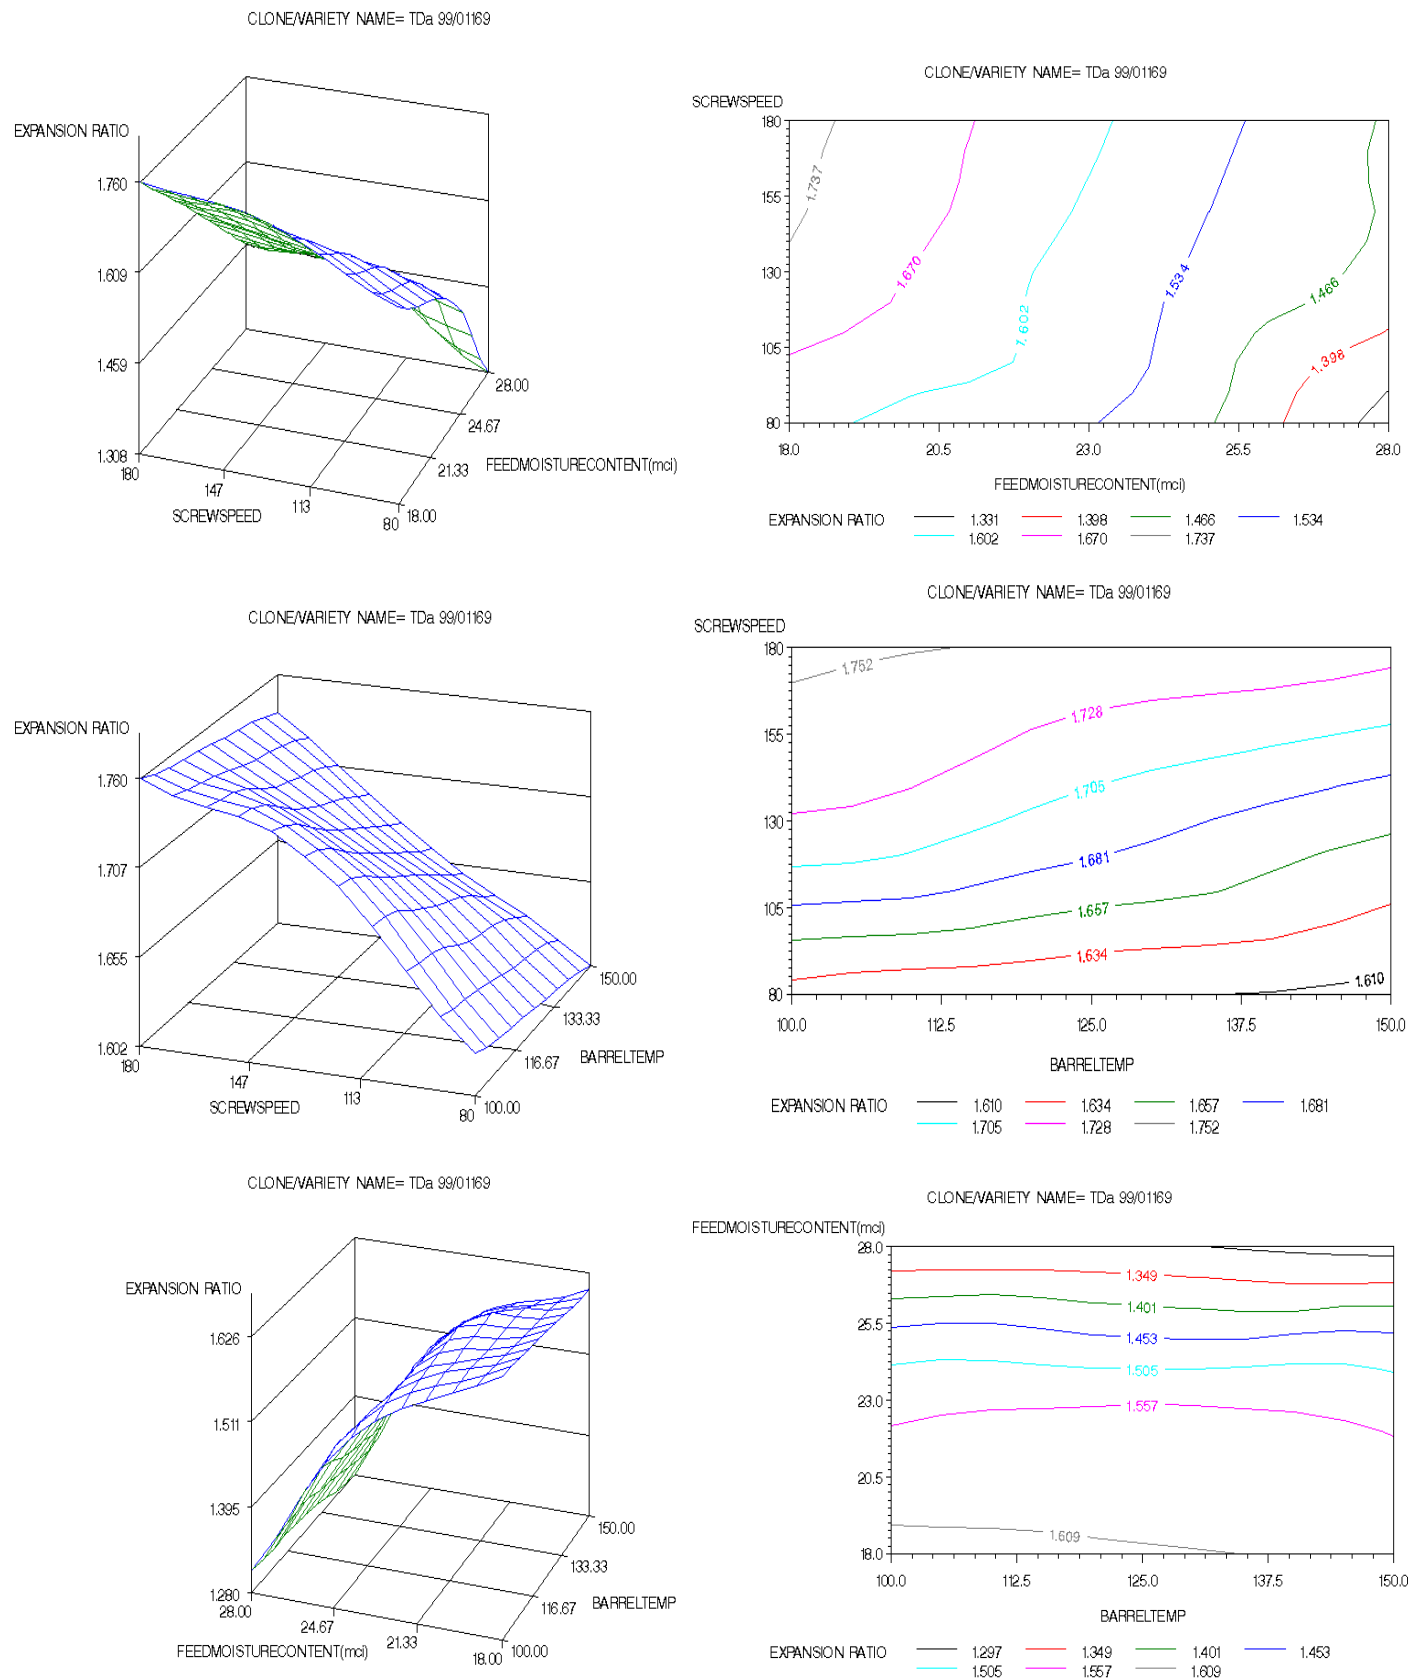 CLONE/VARIETY NAME= TDa 99/01169
EXPANSION RATIO
1.760
1.609
1.459
1.308
180
147
113
80
18.00
21.33
24.67
28.00
SCREWSPEED
FEEDMOISTURECONTENT(mci)
CLONE/VARIETY NAME= TDa 99/01169
SCREWSPEED
180
155
130
105
80
1.737
1.670
1.602
1.534
1.466
1.398
18.0 20.5 23.0 25.5 28.0
FEEDMOISTURECONTENT(mci)
EXPANSION RATIO 1.331 1.398 1.466 1.534
1.602 1.670 1.737
CLONE/VARIETY NAME= TDa 99/01169
EXPANSION RATIO
1.760
1.707
1.655
1.602
180
147
113
80
100.00
116.67
133.33
150.00
SCREWSPEED
BARRELTEMP
CLONE/VARIETY NAME= TDa 99/01169
SCREWSPEED
180
155
130
105
80
1.752
1.728
1.705
1.681
1.657
1.634
1.610
100.0 112.5 125.0 137.5 150.0
BARRELTEMP
EXPANSION RATIO 1.610 1.634 1.657 1.681
1.705 1.728 1.752
CLONE/VARIETY NAME= TDa 99/01169
EXPANSION RATIO
1.626
1.511
1.395
1.280
28.00
24.67
21.33
18.00
100.00
116.67
133.33
150.00
FEEDMOISTURECONTENT(mci)
BARRELTEMP
CLONE/VARIETY NAME= TDa 99/01169
FEEDMOISTURECONTENT(mci)
28.0
25.5
23.0
20.5
18.0
1.349
1.401
1.453
1.505
1.557
1.609
100.0 112.5 125.0 137.5 150.0
BARRELTEMP
EXPANSION RATIO 1.297 1.349 1.401 1.453
1.505 1.557 1.609